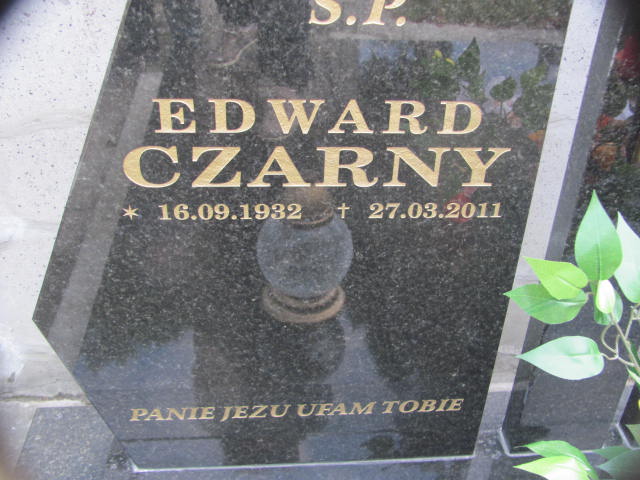 Ś.P.
EDWARD
CZARNY
✶ 16.09.1932 † 27.03.2011
PANIE JEZU UFAM TOBIE